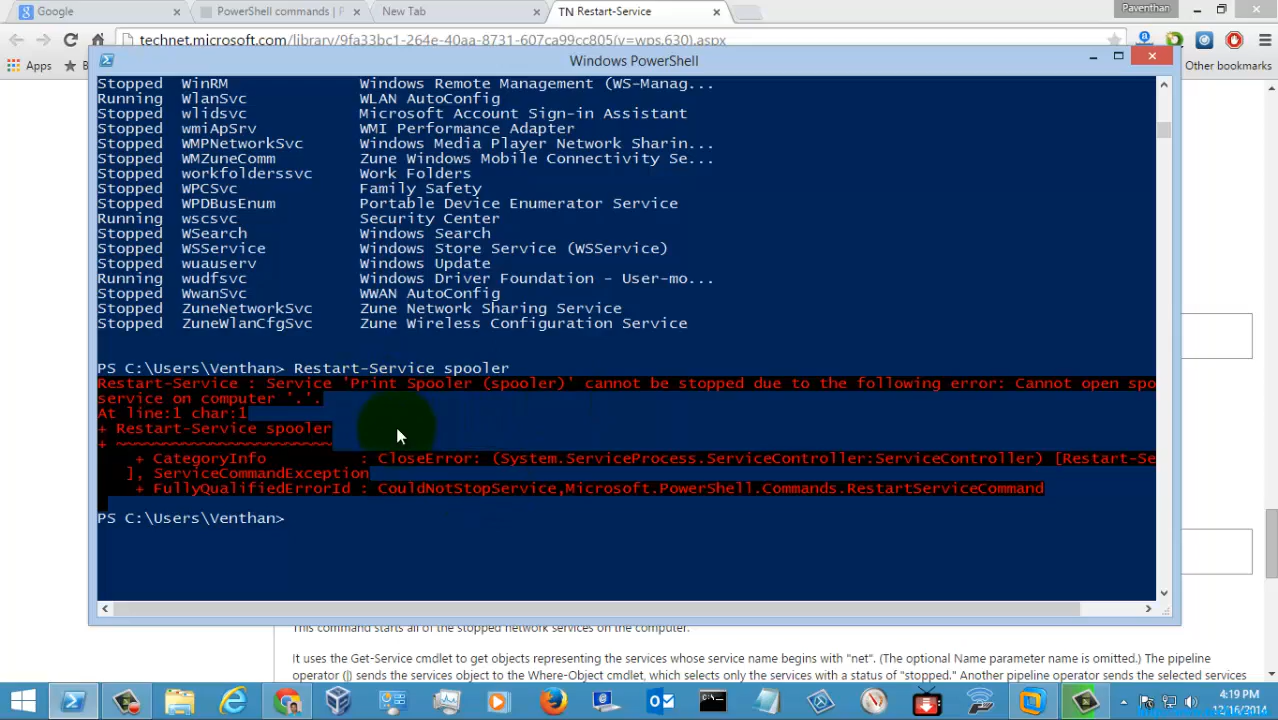 Google
PowerShell commands | P
New Tab
TN Restart-Service
Paventhan
technet.microsoft.com/library/9fa33bc1-264e-40aa-8731-607ca99cc805(v=wps.630).aspx
Apps
B
Other bookmarks
Windows PowerShell
Stopped WinRM Windows Remote Management (WS-Manag...
Running WlanSvc WLAN AutoConfig
Stopped wlidsvc Microsoft Account Sign-in Assistant
Stopped wmiApSrv WMI Performance Adapter
Stopped WMPNetworkSvc Windows Media Player Network Sharin...
Stopped WMZuneComm Zune Windows Mobile Connectivity Se...
Stopped workfolderssvc Work Folders
Stopped WPCSvc Family Safety
Stopped WPDBusEnum Portable Device Enumerator Service
Running wscsvc Security Center
Stopped WSearch Windows Search
Stopped WSService Windows Store Service (WSService)
Stopped wuauserv Windows Update
Running wudfsvc Windows Driver Foundation - User-mo...
Stopped WwanSvc WWAN AutoConfig
Stopped ZuneNetworkSvc Zune Network Sharing Service
Stopped ZuneWlanCfgSvc Zune Wireless Configuration Service
PS C:\Users\Venthan> Restart-Service spooler
Restart-Service : Service 'Print Spooler (spooler)' cannot be stopped due to the following error: Cannot open spo
service on computer '.'.
At line:1 char:1
+ Restart-Service spooler
+ ~~~~~~~~~~~~~~~~~~~~~~~
+ CategoryInfo : CloseError: (System.ServiceProcess.ServiceController:ServiceController) [Restart-Se
], ServiceCommandException
+ FullyQualifiedErrorId : CouldNotStopService,Microsoft.PowerShell.Commands.RestartServiceCommand
PS C:\Users\Venthan>
This command starts all of the stopped network services on the computer.
It uses the Get-Service cmdlet to get objects representing the services whose service name begins with "net". (The optional Name parameter name is omitted.) The pipeline
operator (|) sends the services object to the Where-Object cmdlet, which selects only the services with a status of "stopped." Another pipeline operator sends the selected services
4:19 PM
12/16/2014